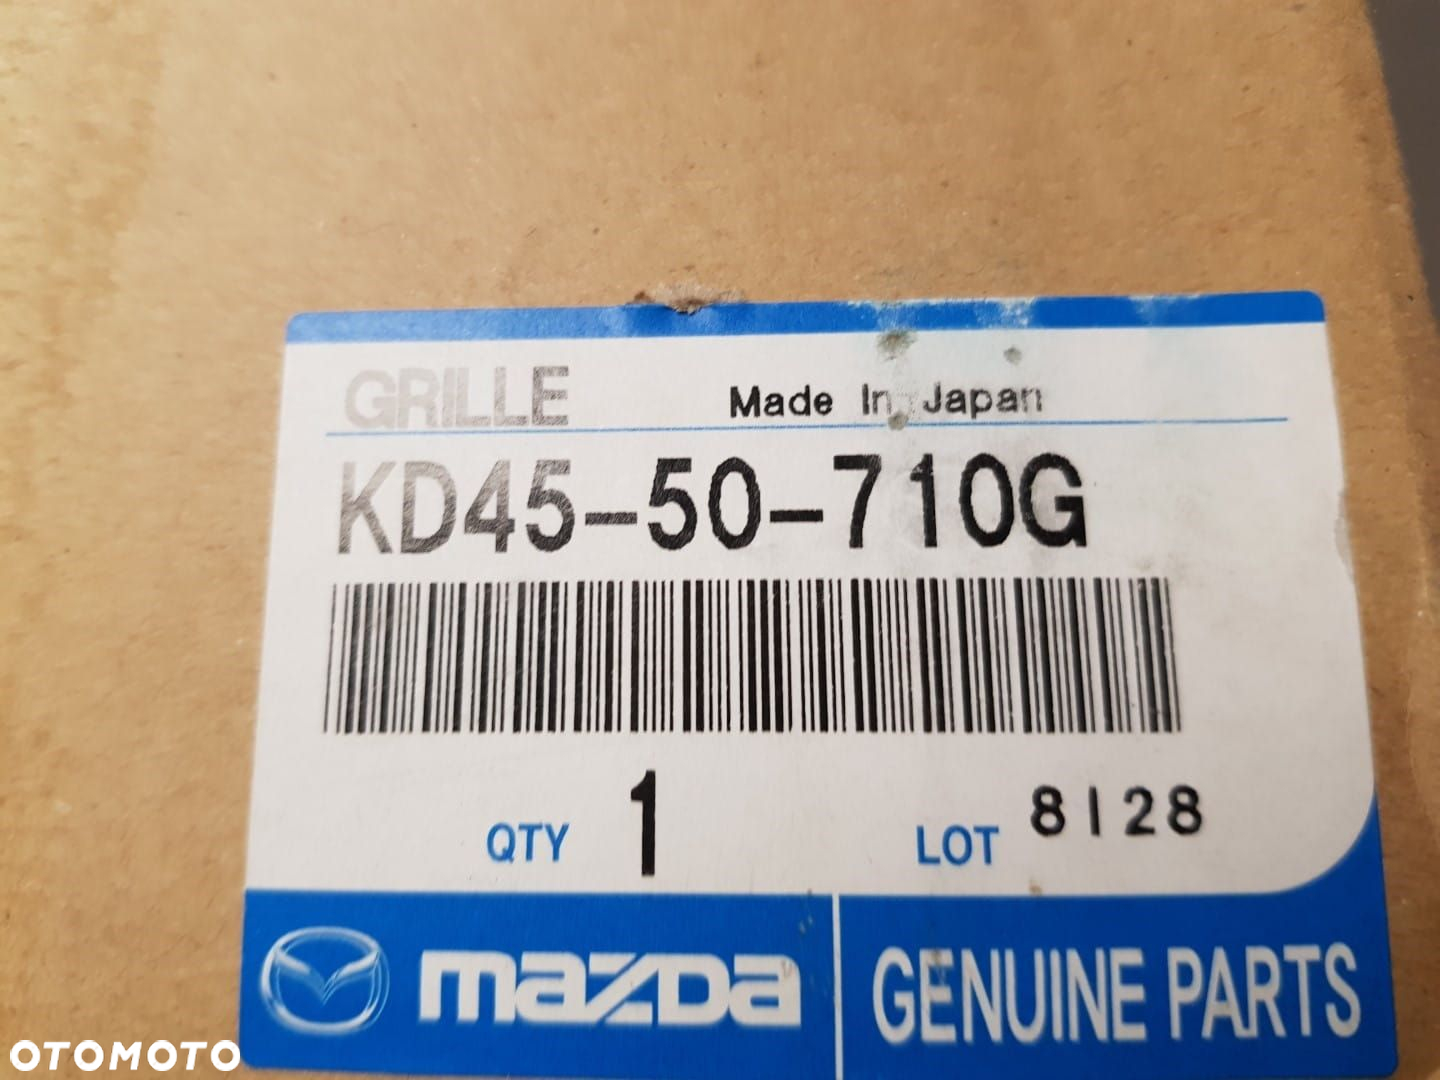 GRILLE Made In Japan
KD45-50-710G
QTY 1 LOT 8128
mazda GENUINE PARTS
OTOMOTO